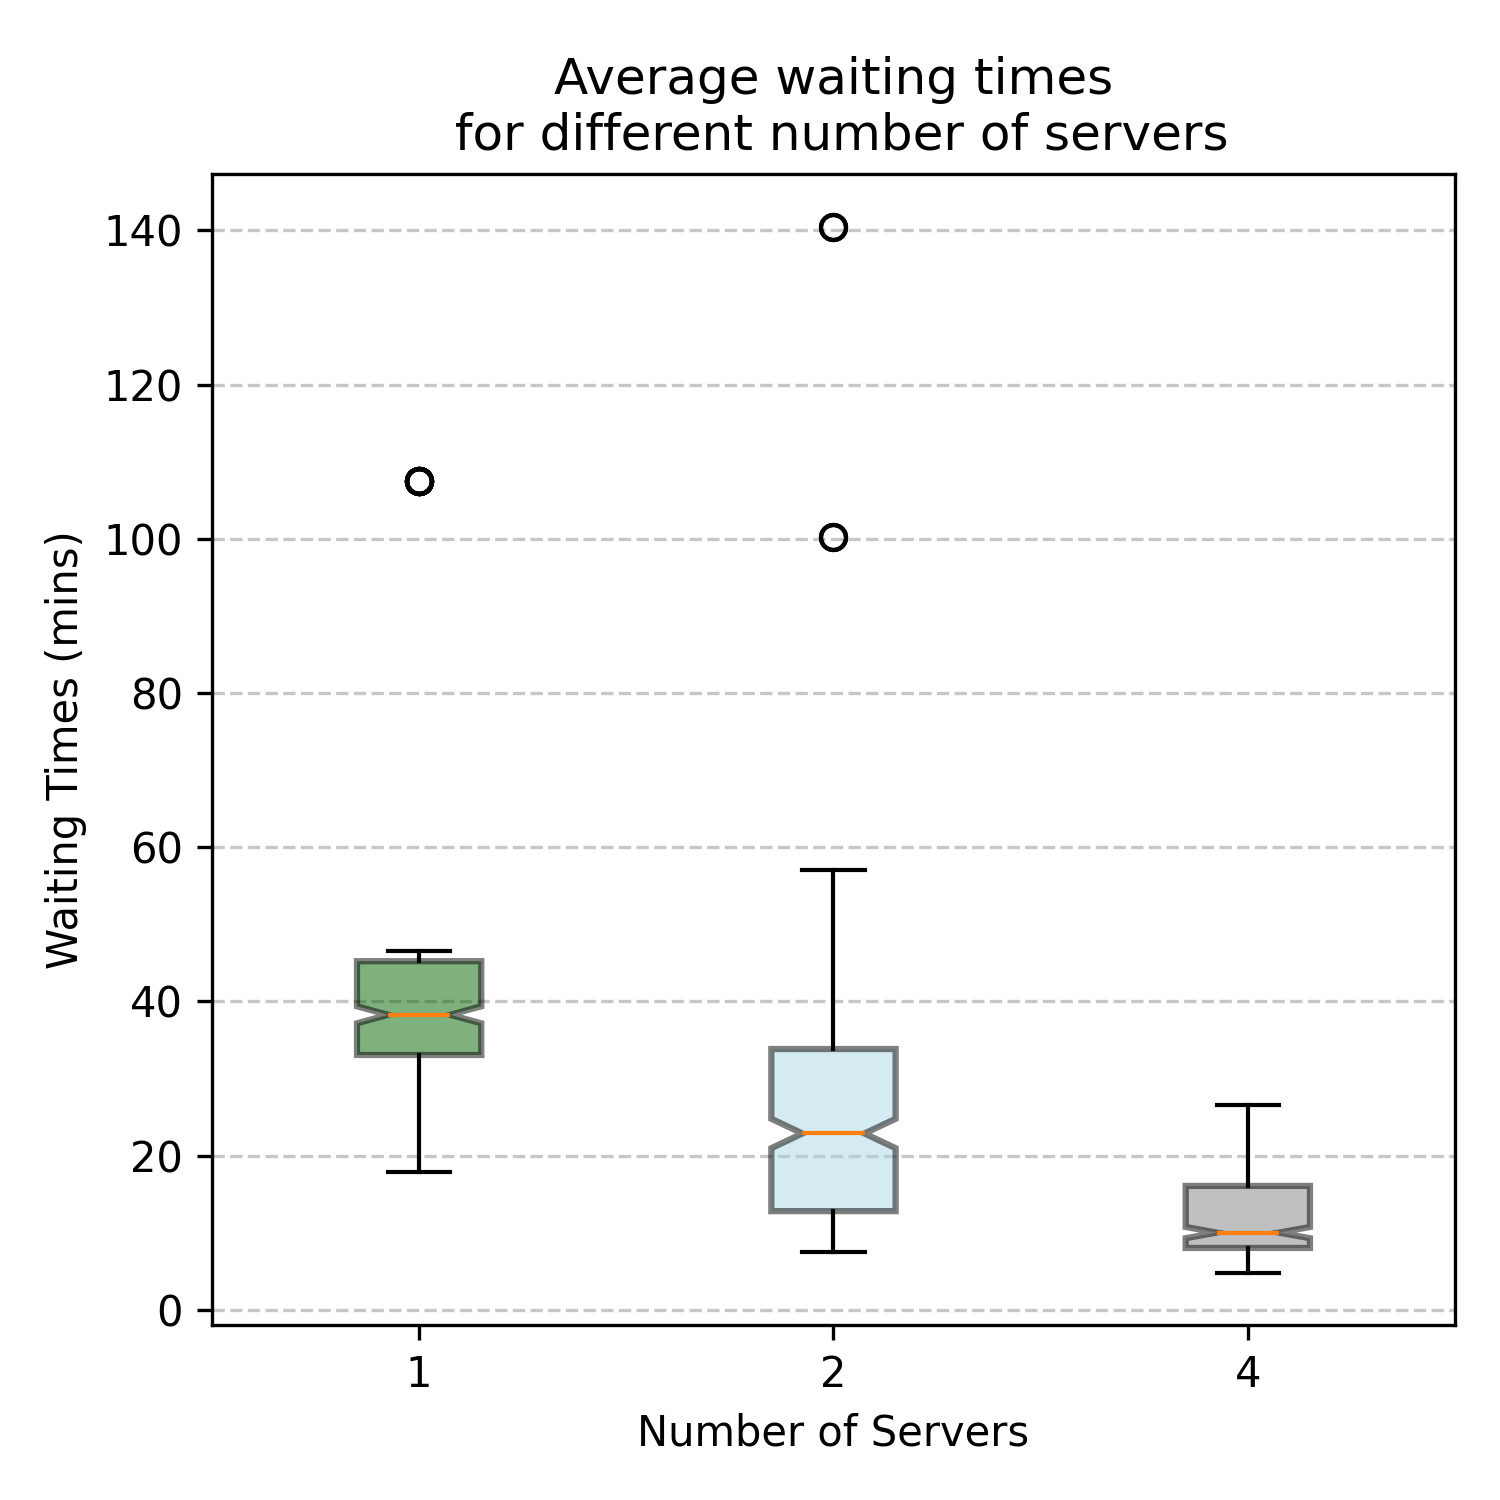 Average waiting times
for different number of servers
140
120
100
80
60
40
20
0
Waiting Times (mins)
1 2 4
Number of Servers